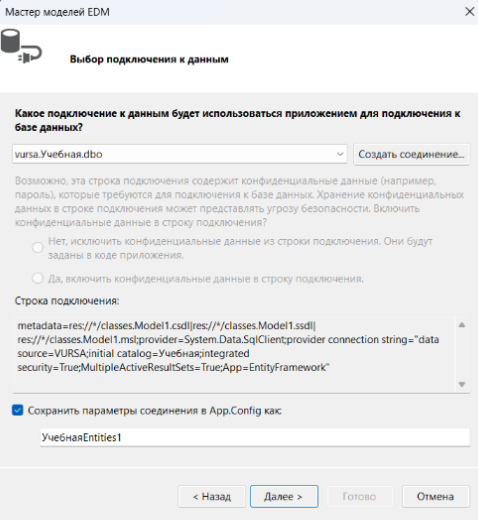 Мастер моделей EDM
Выбор подключения к данным
Какое подключение к данным будет использоваться приложением для подключения к
базе данных?
vursa.Учебная.dbo
Создать соединение...
Возможно, эта строка подключения содержит конфиденциальные данные (например,
пароль), которые требуются для подключения к базе данных. Хранение конфиденциальных
данных в строке подключения может представлять угрозу безопасности. Включить
конфиденциальные данные в строку подключения?
Нет, исключить конфиденциальные данные из строки подключения. Они будут
заданы в коде приложения.
Да, включить конфиденциальные данные в строку подключения.
Строка подключения:
metadata=res://*/classes.Model1.csdl|res://*/classes.Model1.ssdl|
res://*/classes.Model1.msl;provider=System.Data.SqlClient;provider connection string="data
source=VURSA;initial catalog=Учебная;integrated
security=True;MultipleActiveResultSets=True;App=EntityFramework"
Сохранить параметры соединения в App.Config как:
УчебнаяEntities1
< Назад
Далее >
Готово
Отмена